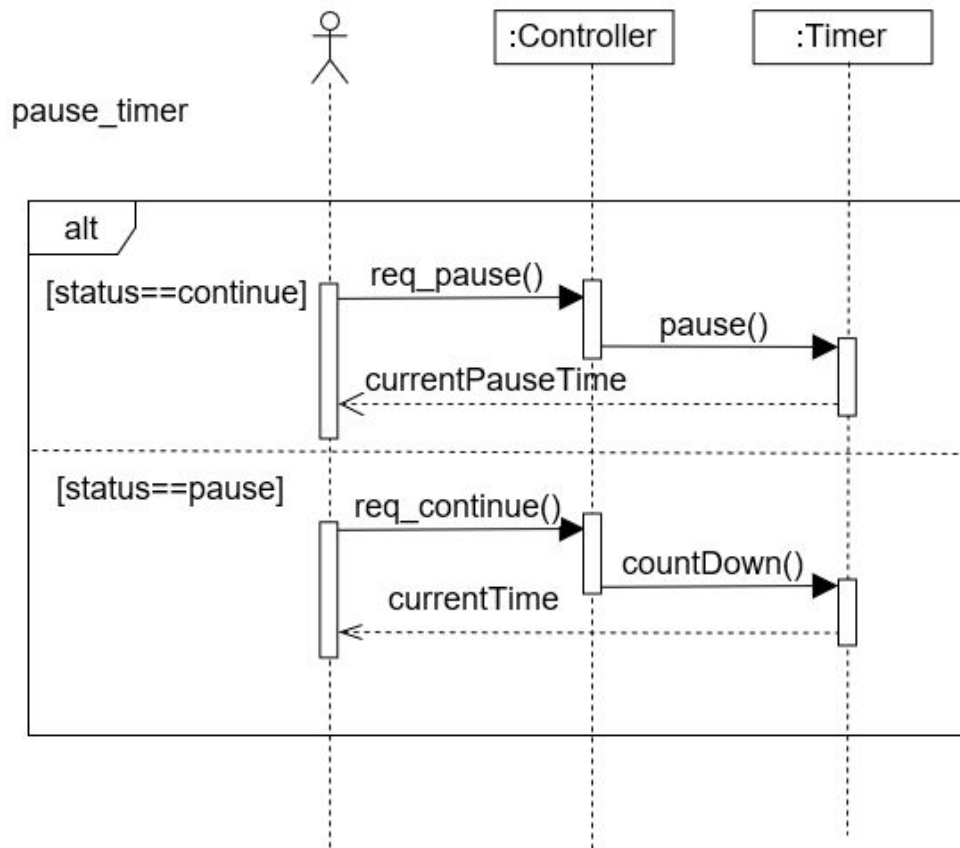 :Controller
:Timer
pause_timer
alt
[status==continue]
req_pause()
pause()
currentPauseTime
[status==pause]
req_continue()
countDown()
currentTime